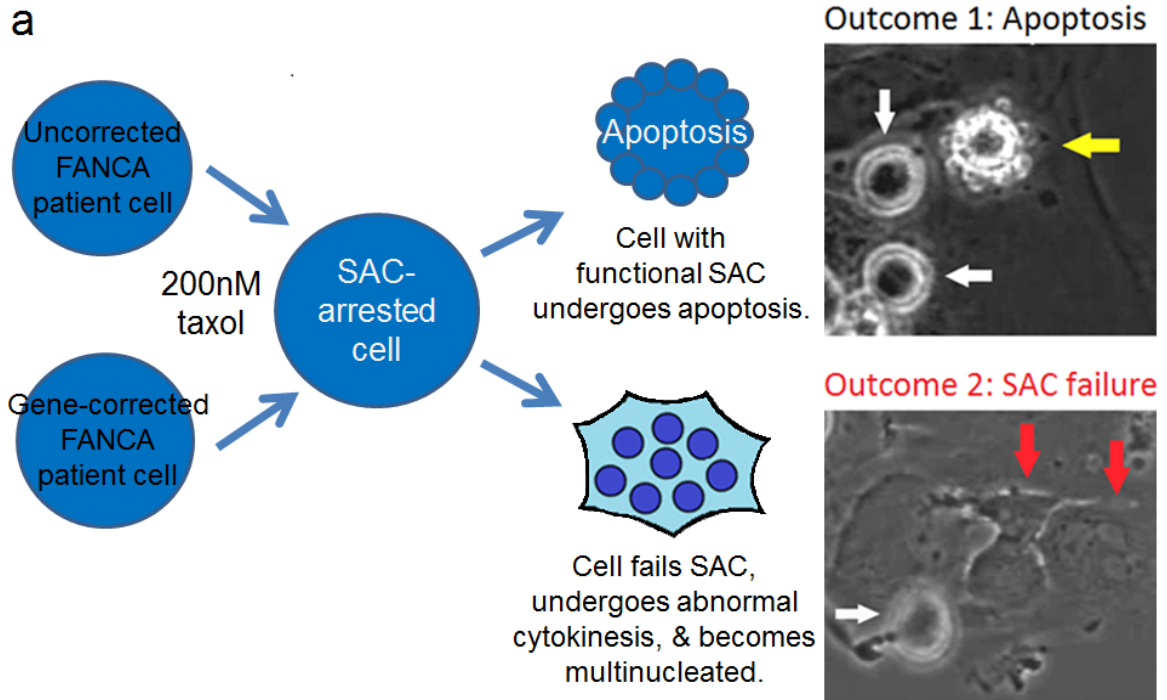 a
Uncorrected
FANCA
patient cell
200nM
taxol
Gene-corrected
FANCA
patient cell
SAC-
arrested
cell
Apoptosis
Cell with
functional SAC
undergoes apoptosis.
Cell fails SAC,
undergoes abnormal
cytokinesis, & becomes
multinucleated.
Outcome 1: Apoptosis
Outcome 2: SAC failure